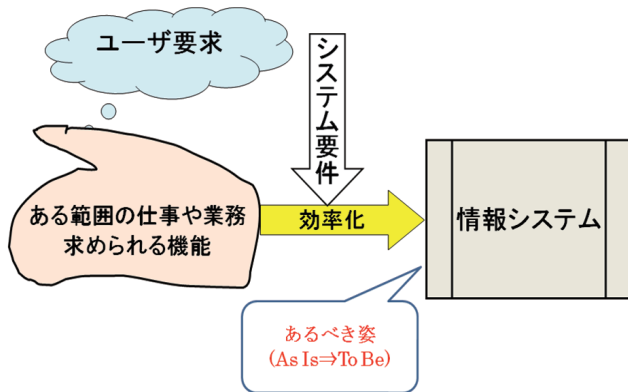 ユーザ要求
システム要件
ある範囲の仕事や業務
求められる機能
効率化
情報システム
あるべき姿
(As Is⇒To Be)